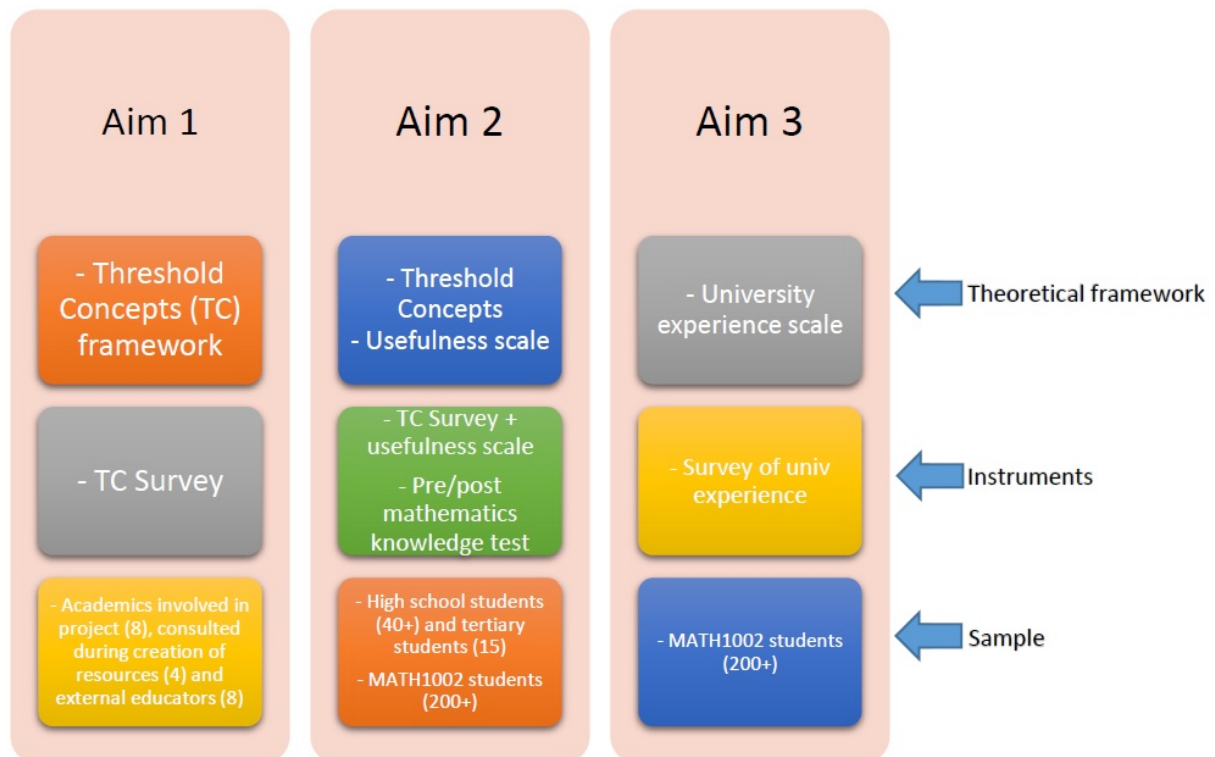 Aim 1
Aim 2
Aim 3
- Threshold
Concepts (TC)
framework
- Threshold
Concepts
- Usefulness scale
- University
experience scale
Theoretical framework
- TC Survey
- TC Survey +
usefulness scale
- Pre/post
mathematics
knowledge test
- Survey of univ
experience
Instruments
- Academics involved in
project (8), consulted
during creation of
resources (4) and
external educators (8)
- High school students
(40+) and tertiary
students (15)
- MATH1002 students
(200+)
- MATH1002 students
(200+)
Sample